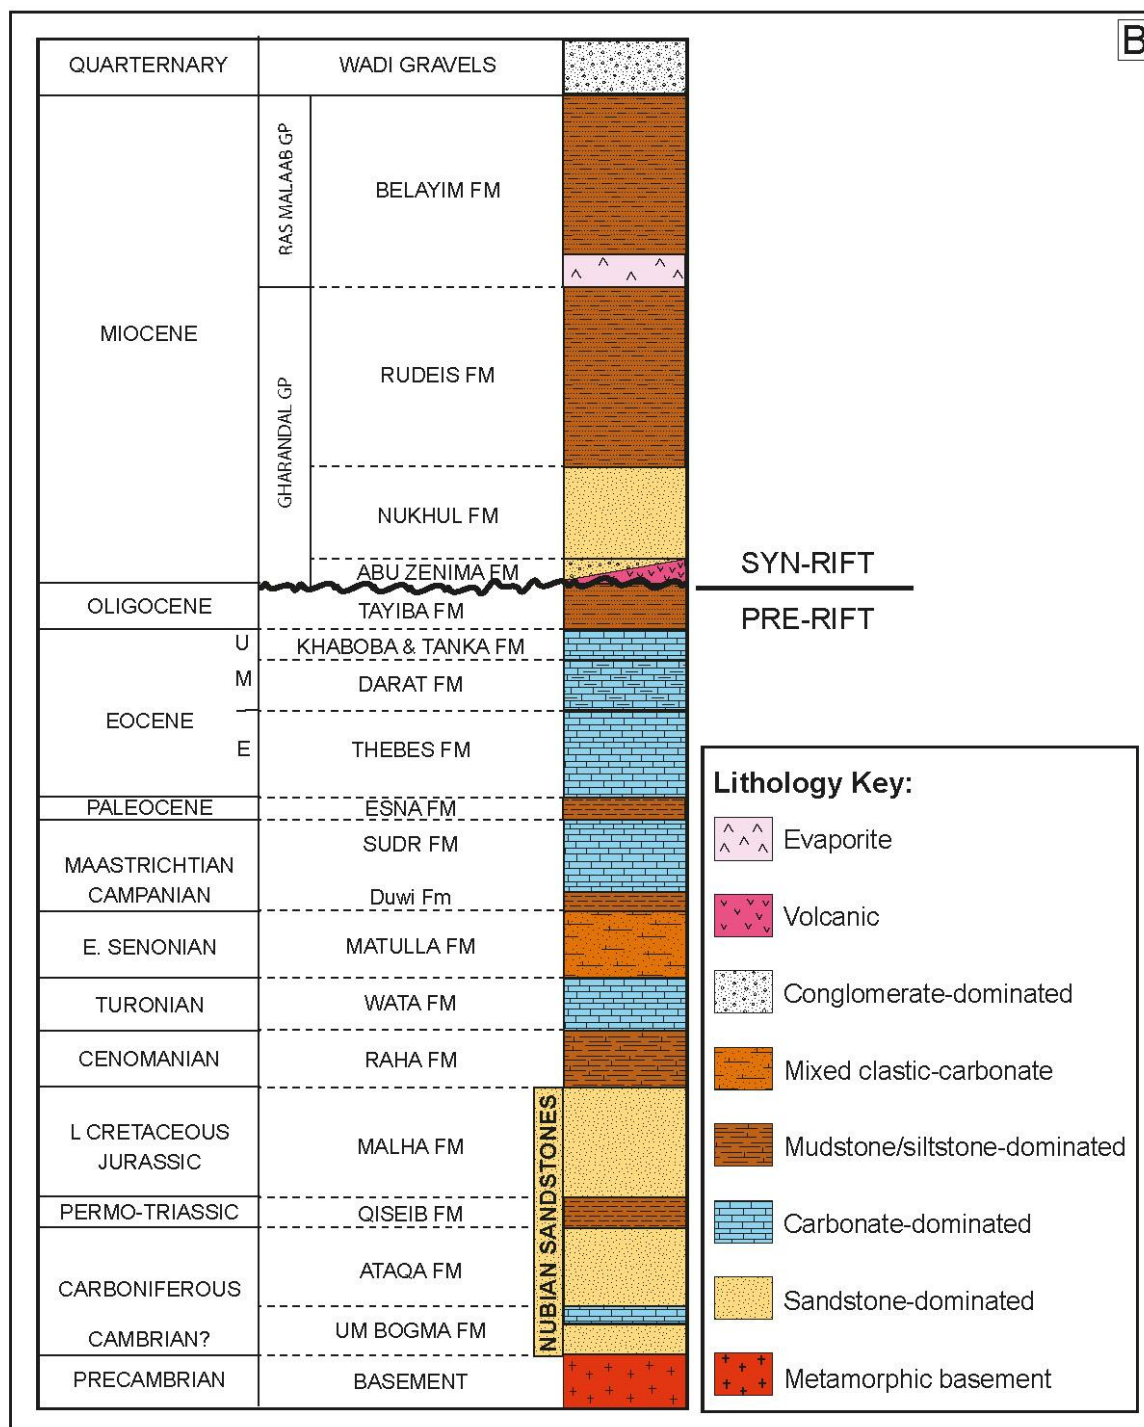 B
QUARTERNARY WADI GRAVELS
RAS MALAAB GP
BELAYIM FM
MIOCENE
RUDEIS FM
GHARANDAL GP
NUKHUL FM
ABU ZENIMA FM
SYN-RIFT
PRE-RIFT
OLIGOCENE
TAYIBA FM
U KHABOBA & TANKA FM
M DARAT FM
EOCENE
E THEBES FM
PALEOCENE ESNA FM
SUDR FM
MAASTRICHTIAN
CAMPANIAN Duwi Fm
E. SENONIAN MATULLA FM
TURONIAN WATA FM
CENOMANIAN RAHA FM
L CRETACEOUS
JURASSIC
MALHA FM
NUBIAN SANDSTONES
PERMO-TRIASSIC QISEIB FM
ATAQA FM
CARBONIFEROUS
CAMBRIAN? UM BOGMA FM
PRECAMBRIAN BASEMENT
Lithology Key:
Evaporite
Volcanic
Conglomerate-dominated
Mixed clastic-carbonate
Mudstone/siltstone-dominated
Carbonate-dominated
Sandstone-dominated
Metamorphic basement